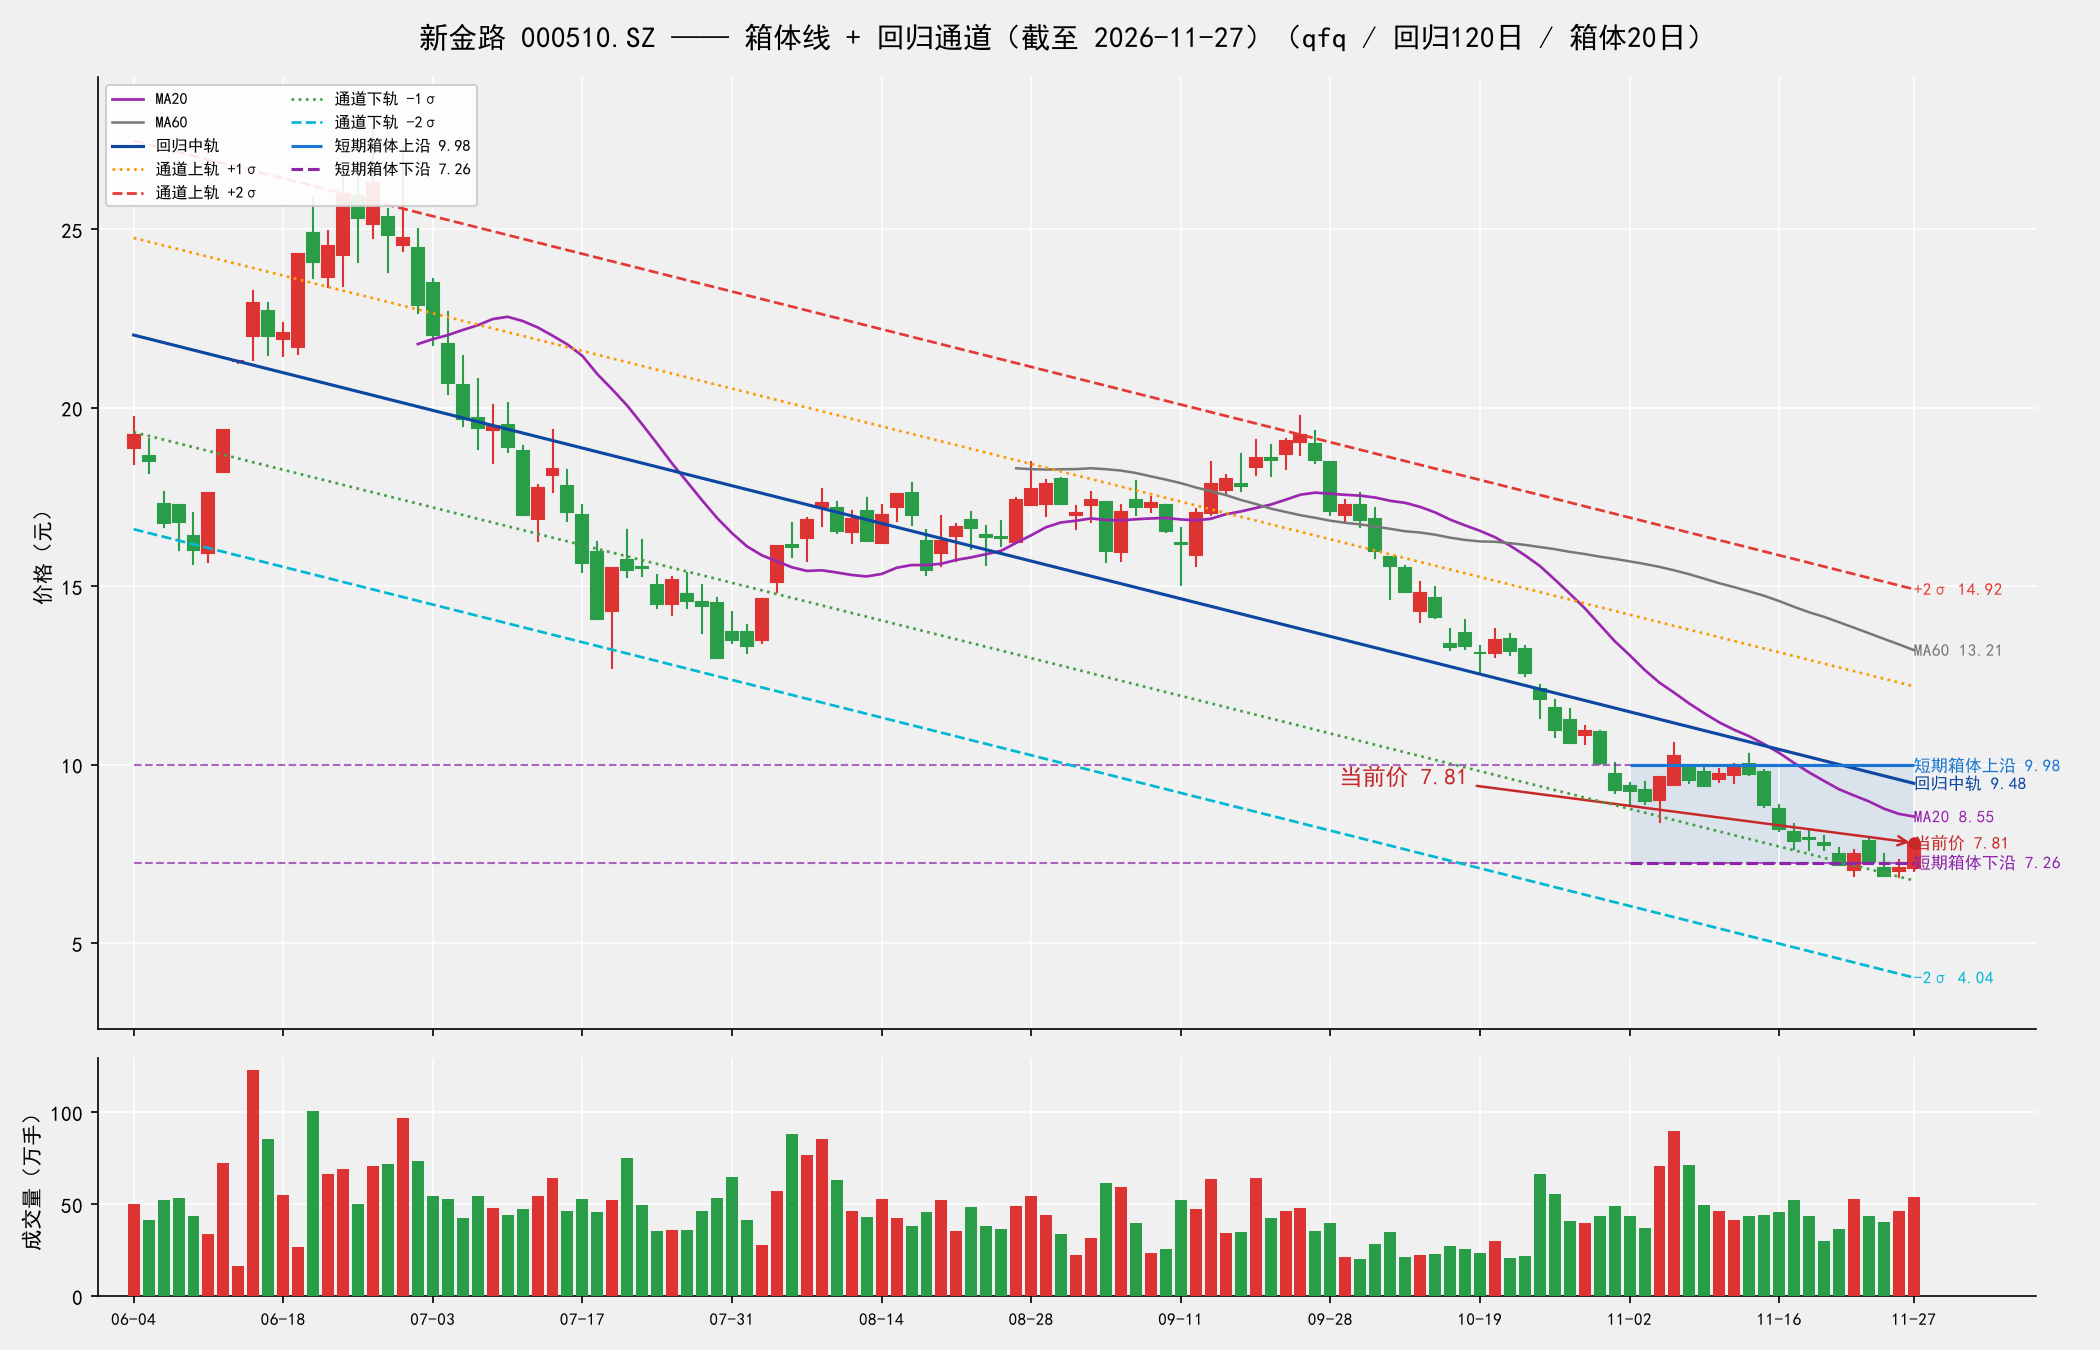 新金路 000510.SZ —— 箱体线 + 回归通道（截至 2026-11-27）（qfq / 回归120日 / 箱体20日）
MA20
MA60
回归中轨
通道上轨 +1σ
通道上轨 +2σ
通道下轨 -1σ
通道下轨 -2σ
短期箱体上沿 9.98
短期箱体下沿 7.26
价格（元）
25
20
15
10
5
+2σ 14.92
MA60 13.21
当前价 7.81
短期箱体上沿 9.98
回归中轨 9.48
MA20 8.55
当前价 7.81
短期箱体下沿 7.26
-2σ 4.04
成交量（万手）
100
50
0
06-04
06-18
07-03
07-17
07-31
08-14
08-28
09-11
09-28
10-19
11-02
11-16
11-27